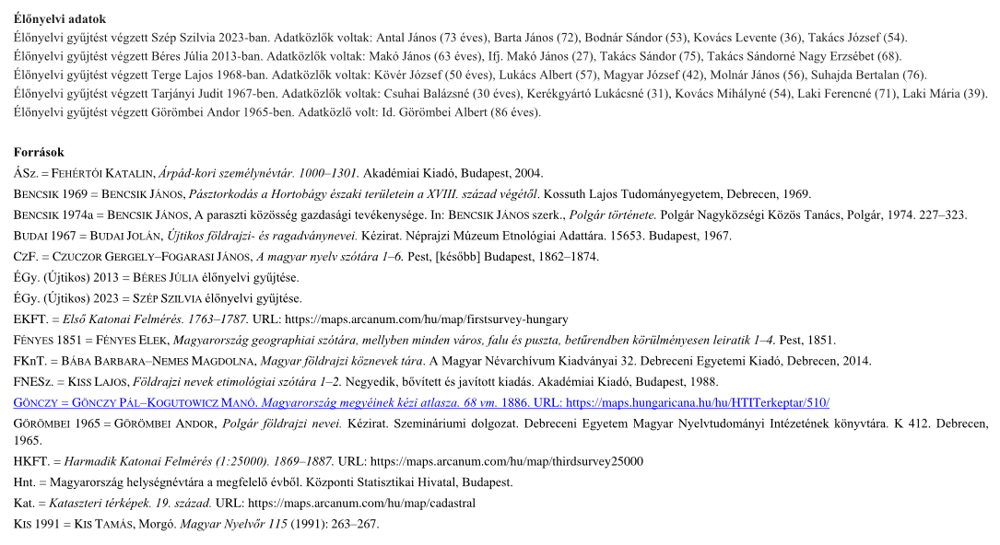 Élőnyelvi adatok
Élőnyelvi gyűjtést végzett Szép Szilvia 2023-ban. Adatközlők voltak: Antal János (73 éves), Barta János (72), Bodnár Sándor (53), Kovács Levente (36), Takács József (54).
Élőnyelvi gyűjtést végzett Béres Júlia 2013-ban. Adatközlők voltak: Makó János (63 éves), Ifj. Makó János (27), Takács Sándor (75), Takács Sándorné Nagy Erzsébet (68).
Élőnyelvi gyűjtést végzett Terge Lajos 1968-ban. Adatközlők voltak: Kövér József (50 éves), Lukács Albert (57), Magyar József (42), Molnár János (56), Suhajda Bertalan (76).
Élőnyelvi gyűjtést végzett Tarjányi Judit 1967-ben. Adatközlők voltak: Csuhai Balázsné (30 éves), Kerékgyártó Lukácsné (31), Kovács Mihályné (54), Laki Ferencné (71), Laki Mária (39).
Élőnyelvi gyűjtést végzett Görömbei Andor 1965-ben. Adatközlő volt: Id. Görömbei Albert (86 éves).
Források
ÁSz. = FEHÉRTÓI KATALIN, Árpád-kori személynévtár. 1000–1301. Akadémiai Kiadó, Budapest, 2004.
BENCSIK 1969 = BENCSIK JÁNOS, Pásztorkodás a Hortobágy északi területein a XVIII. század végétől. Kossuth Lajos Tudományegyetem, Debrecen, 1969.
BENCSIK 1974a = BENCSIK JÁNOS, A paraszti közösség gazdasági tevékenysége. In: BENCSIK JÁNOS szerk., Polgár története. Polgár Nagyközségi Közös Tanács, Polgár, 1974. 227–323.
BUDAI 1967 = BUDAI JOLÁN, Újtikos földrajzi- és ragadványnevei. Kézirat. Néprajzi Múzeum Etnológiai Adattára. 15653. Budapest, 1967.
CZF. = CZUCZOR GERGELY–FOGARASI JÁNOS, A magyar nyelv szótára 1–6. Pest, [később] Budapest, 1862–1874.
ÉGy. (Újtikos) 2013 = BÉRES JÚLIA élőnyelvi gyűjtése.
ÉGy. (Újtikos) 2023 = SZÉP SZILVIA élőnyelvi gyűjtése.
EKFT. = Első Katonai Felmérés. 1763–1787. URL: https://maps.arcanum.com/hu/map/firstsurvey-hungary
FÉNYES 1851 = FÉNYES ELEK, Magyarország geographiai szótára, mellyben minden város, falu és puszta, betűrendben körülményesen leiratik 1–4. Pest, 1851.
FKnT. = BÁBA BARBARA–NEMES MAGDOLNA, Magyar földrajzi köznevek tára. A Magyar Névarchívum Kiadványai 32. Debreceni Egyetemi Kiadó, Debrecen, 2014.
FNESz. = KISS LAJOS, Földrajzi nevek etimológiai szótára 1–2. Negyedik, bővített és javított kiadás. Akadémiai Kiadó, Budapest, 1988.
GÖNCZY = GÖNCZY PÁL–KOGUTOWICZ MANÓ. Magyarország megyéinek kézi atlasza. 68 vm. 1886. URL: https://maps.hungaricana.hu/hu/HTITerkeptar/510/
GÖRÖMBEI 1965 = GÖRÖMBEI ANDOR, Polgár földrajzi nevei. Kézirat. Szemináriumi dolgozat. Debreceni Egyetem Magyar Nyelvtudományi Intézetének könyvtára. K 412. Debrecen,
1965.
HKFT. = Harmadik Katonai Felmérés (1:25000). 1869–1887. URL: https://maps.arcanum.com/hu/map/thirdsurvey25000
Hnt. = Magyarország helységnévtára a megfelelő évből. Központi Statisztikai Hivatal, Budapest.
Kat. = Kataszteri térképek. 19. század. URL: https://maps.arcanum.com/hu/map/cadastral
KIS 1991 = KIS TAMÁS, Morgó. Magyar Nyelvőr 115 (1991): 263–267.